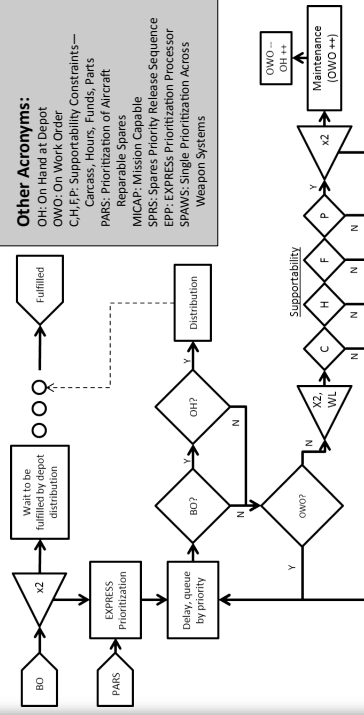 Other Acronyms:
OH: On Hand at Depot
OWO: On Work Order
C,H,F,P: Supportability Constraints—
Carcass, Hours, Funds, Parts
PARS: Prioritization of Aircraft
Reparable Spares
MICAP: Mission Capable
SPRS: Spares Priority Release Sequence
EPP: EXPRESs Prioritization Processor
SPAWS: Single Prioritization Across
Weapon Systems
BO
x2
Wait to be
fulfilled by depot
distribution
Fulfilled
PARS
EXPRESS
Prioritization
Delay, queue
by priority
BO?
Y
OH?
Y
Distribution
N
N
OWO?
Y
N
X2,
WL
Supportability
C
H
F
P
N
N
N
N
Y
x2
Maintenance
(OWO ++)
OWO --
OH ++